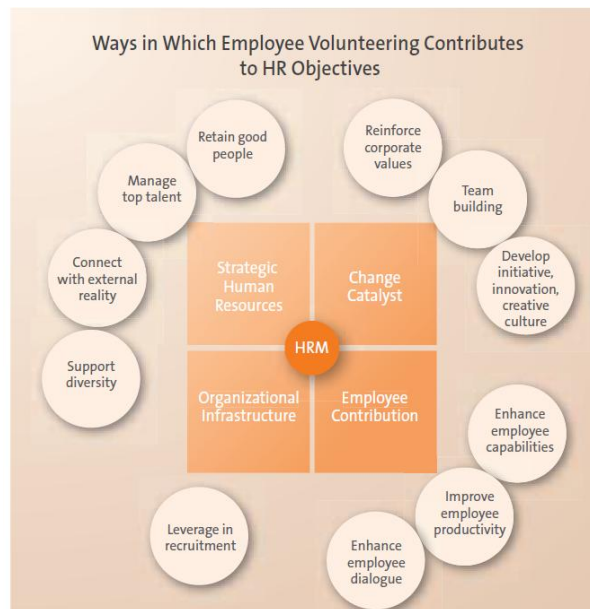 Ways in Which Employee Volunteering Contributes
to HR Objectives
Retain good
people
Manage
top talent
Connect
with external
reality
Support
diversity
Reinforce
corporate
values
Team
building
Develop
initiative,
innovation,
creative
culture
Strategic
Human
Resources
Change
Catalyst
HRM
Organizational
Infrastructure
Employee
Contribution
Enhance
employee
capabilities
Improve
employee
productivity
Enhance
employee
dialogue
Leverage in
recruitment